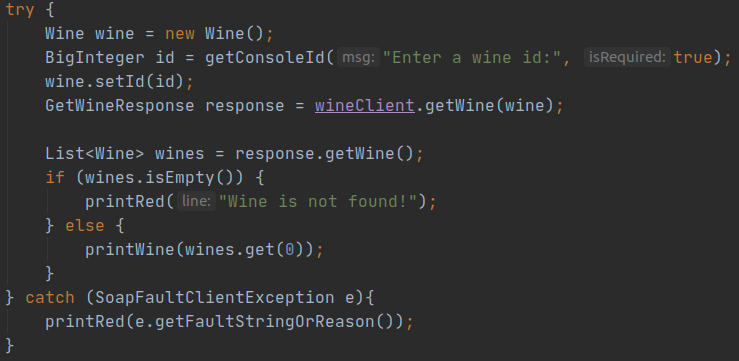 try {
    Wine wine = new Wine();
    BigInteger id = getConsoleId( msg: "Enter a wine id:",  isRequired: true);
    wine.setId(id);
    GetWineResponse response = wineClient.getWine(wine);

    List<Wine> wines = response.getWine();
    if (wines.isEmpty()) {
        printRed( line: "Wine is not found!");
    } else {
        printWine(wines.get(0));
    }
} catch (SoapFaultClientException e){
    printRed(e.getFaultStringOrReason());
}